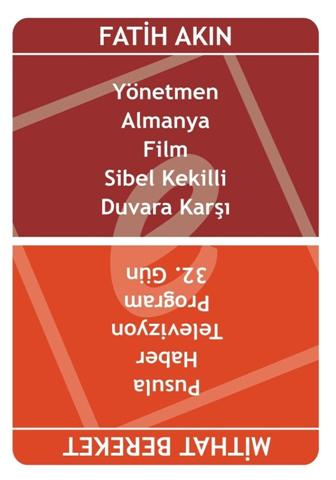 FATİH AKIN
Yönetmen
Almanya
Film
Sibel Kekilli
Duvara Karşı
MİTHAT BEREKET
Pusula
Haber
Televizyon
Program
32. Gün